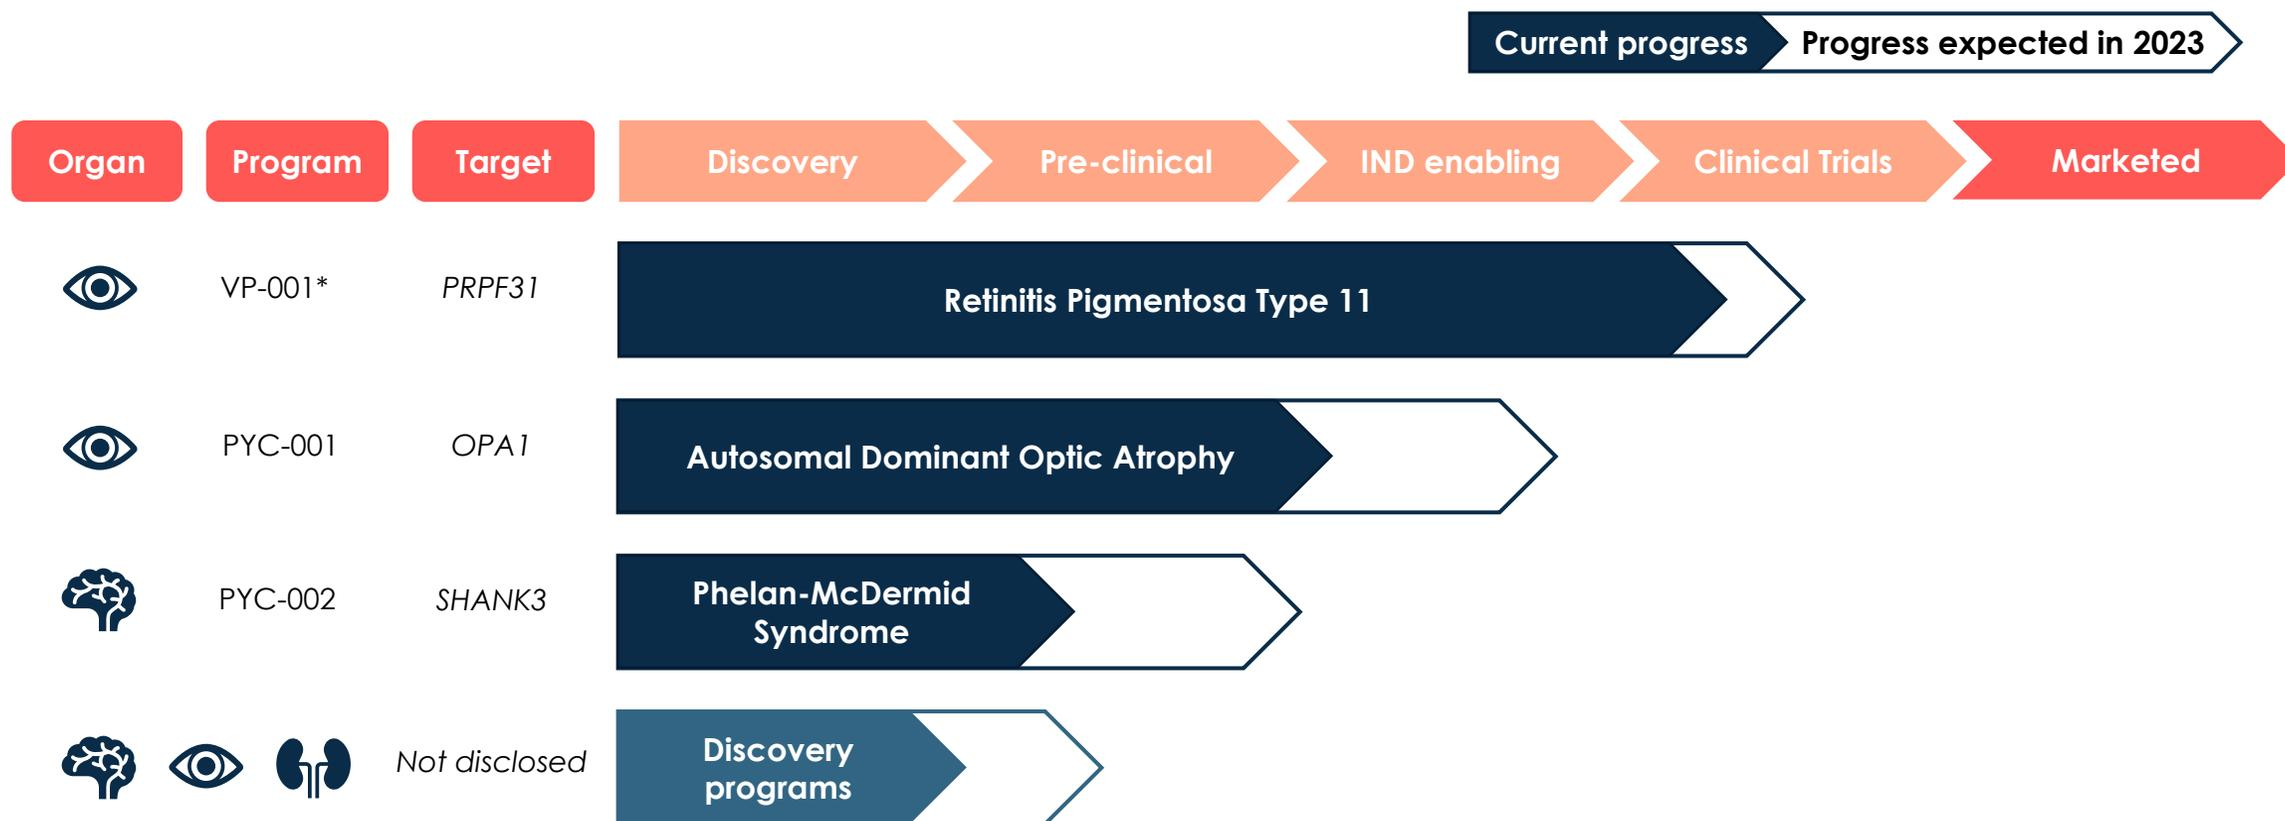 Current progress
Progress expected in 2023
Organ
Program
Target
Discovery
Pre-clinical
IND enabling
Clinical Trials
Marketed
VP-001*
PRPF31
Retinitis Pigmentosa Type 11
PYC-001
OPA1
Autosomal Dominant Optic Atrophy
PYC-002
SHANK3
Phelan-McDermid
Syndrome
Not disclosed
Discovery
programs